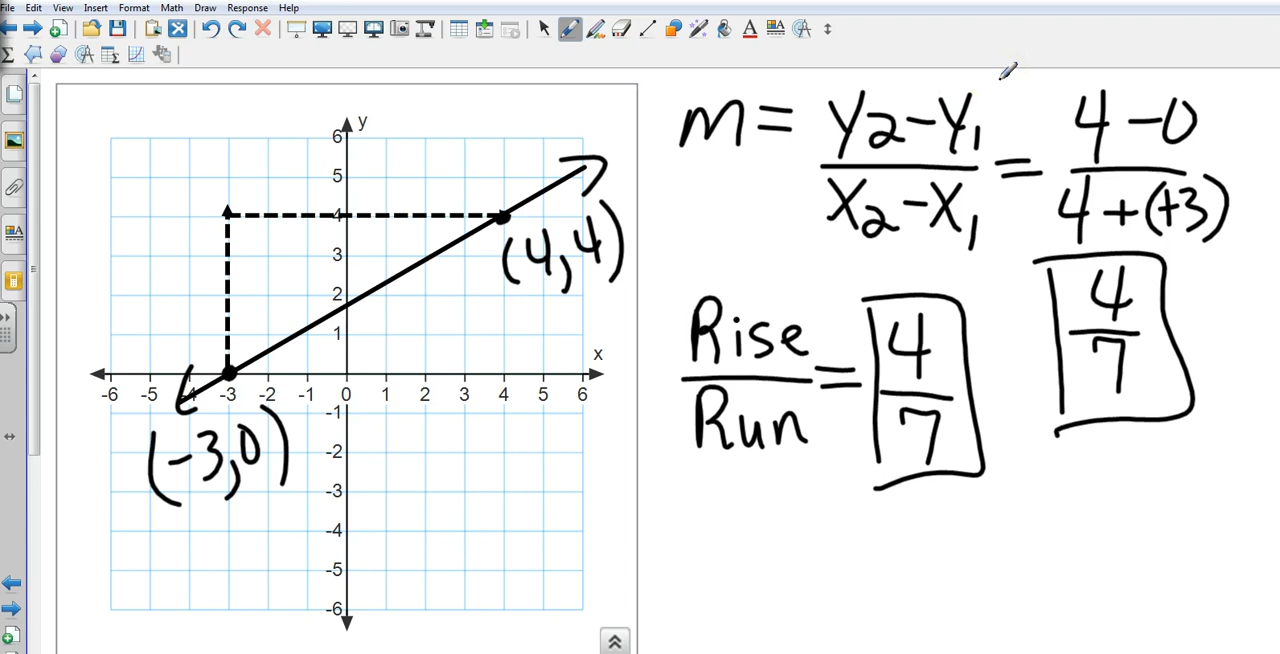 File Edit View Insert Format Math Draw Response Help
m = y2-y1 / x2-x1 = 4-0 / 4+(+3)
4/7
Rise/Run = 4/7
y
6
5
4
3
2
1
x
-6 -5 -4 -3 -2 -1 0 1 2 3 4 5 6
-1
-2
-3
-4
-5
-6
(4,4)
(-3,0)